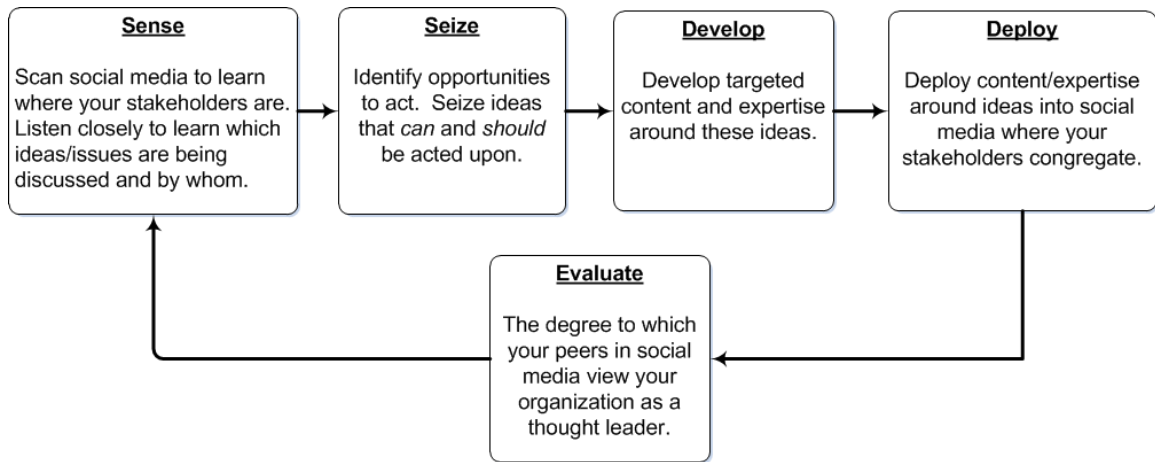 Sense
Scan social media to learn
where your stakeholders are.
Listen closely to learn which
ideas/issues are being
discussed and by whom.
Seize
Identify opportunities
to act.  Seize ideas
that can and should
be acted upon.
Develop
Develop targeted
content and expertise
around these ideas.
Deploy
Deploy content/expertise
around ideas into social
media where your
stakeholders congregate.
Evaluate
The degree to which
your peers in social
media view your
organization as a
thought leader.